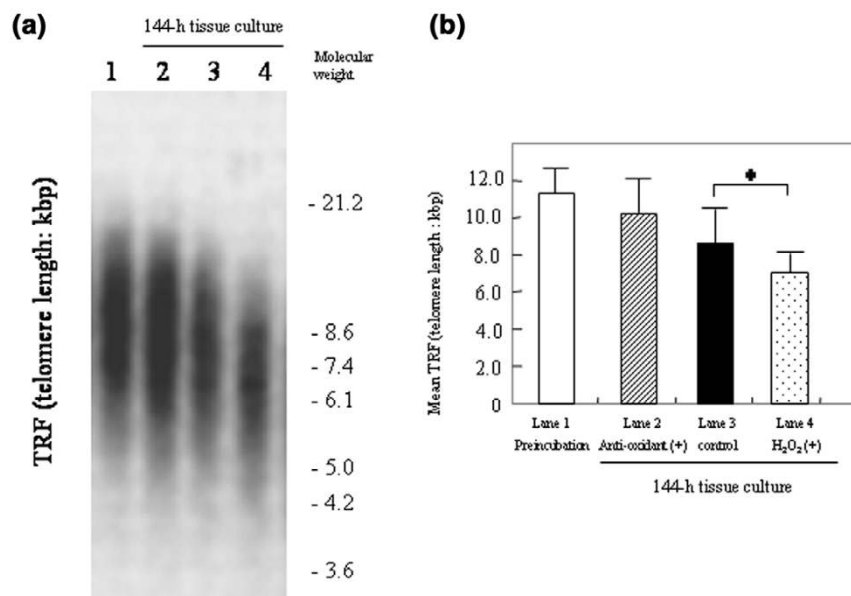 (a)
144-h tissue culture
1 2 3 4
Molecular
weight
TRF (telomere length: kbp)
- 21.2
- 8.6
- 7.4
- 6.1
- 5.0
- 4.2
- 3.6
(b)
Mean TRF (telomere length : kbp)
12.0
10.0
8.0
6.0
4.0
2.0
0
Lane 1 Lane 2 Lane 3 Lane 4
Preincubation Anti-oxidant (+) control H₂O₂ (+)
144-h tissue culture